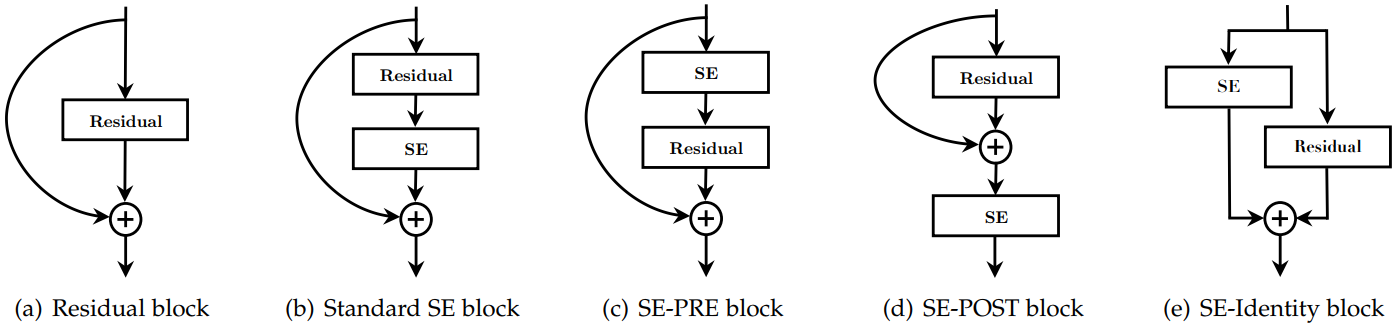 Residual
(a) Residual block
Residual
SE
(b) Standard SE block
SE
Residual
(c) SE-PRE block
Residual
SE
(d) SE-POST block
SE
Residual
(e) SE-Identity block